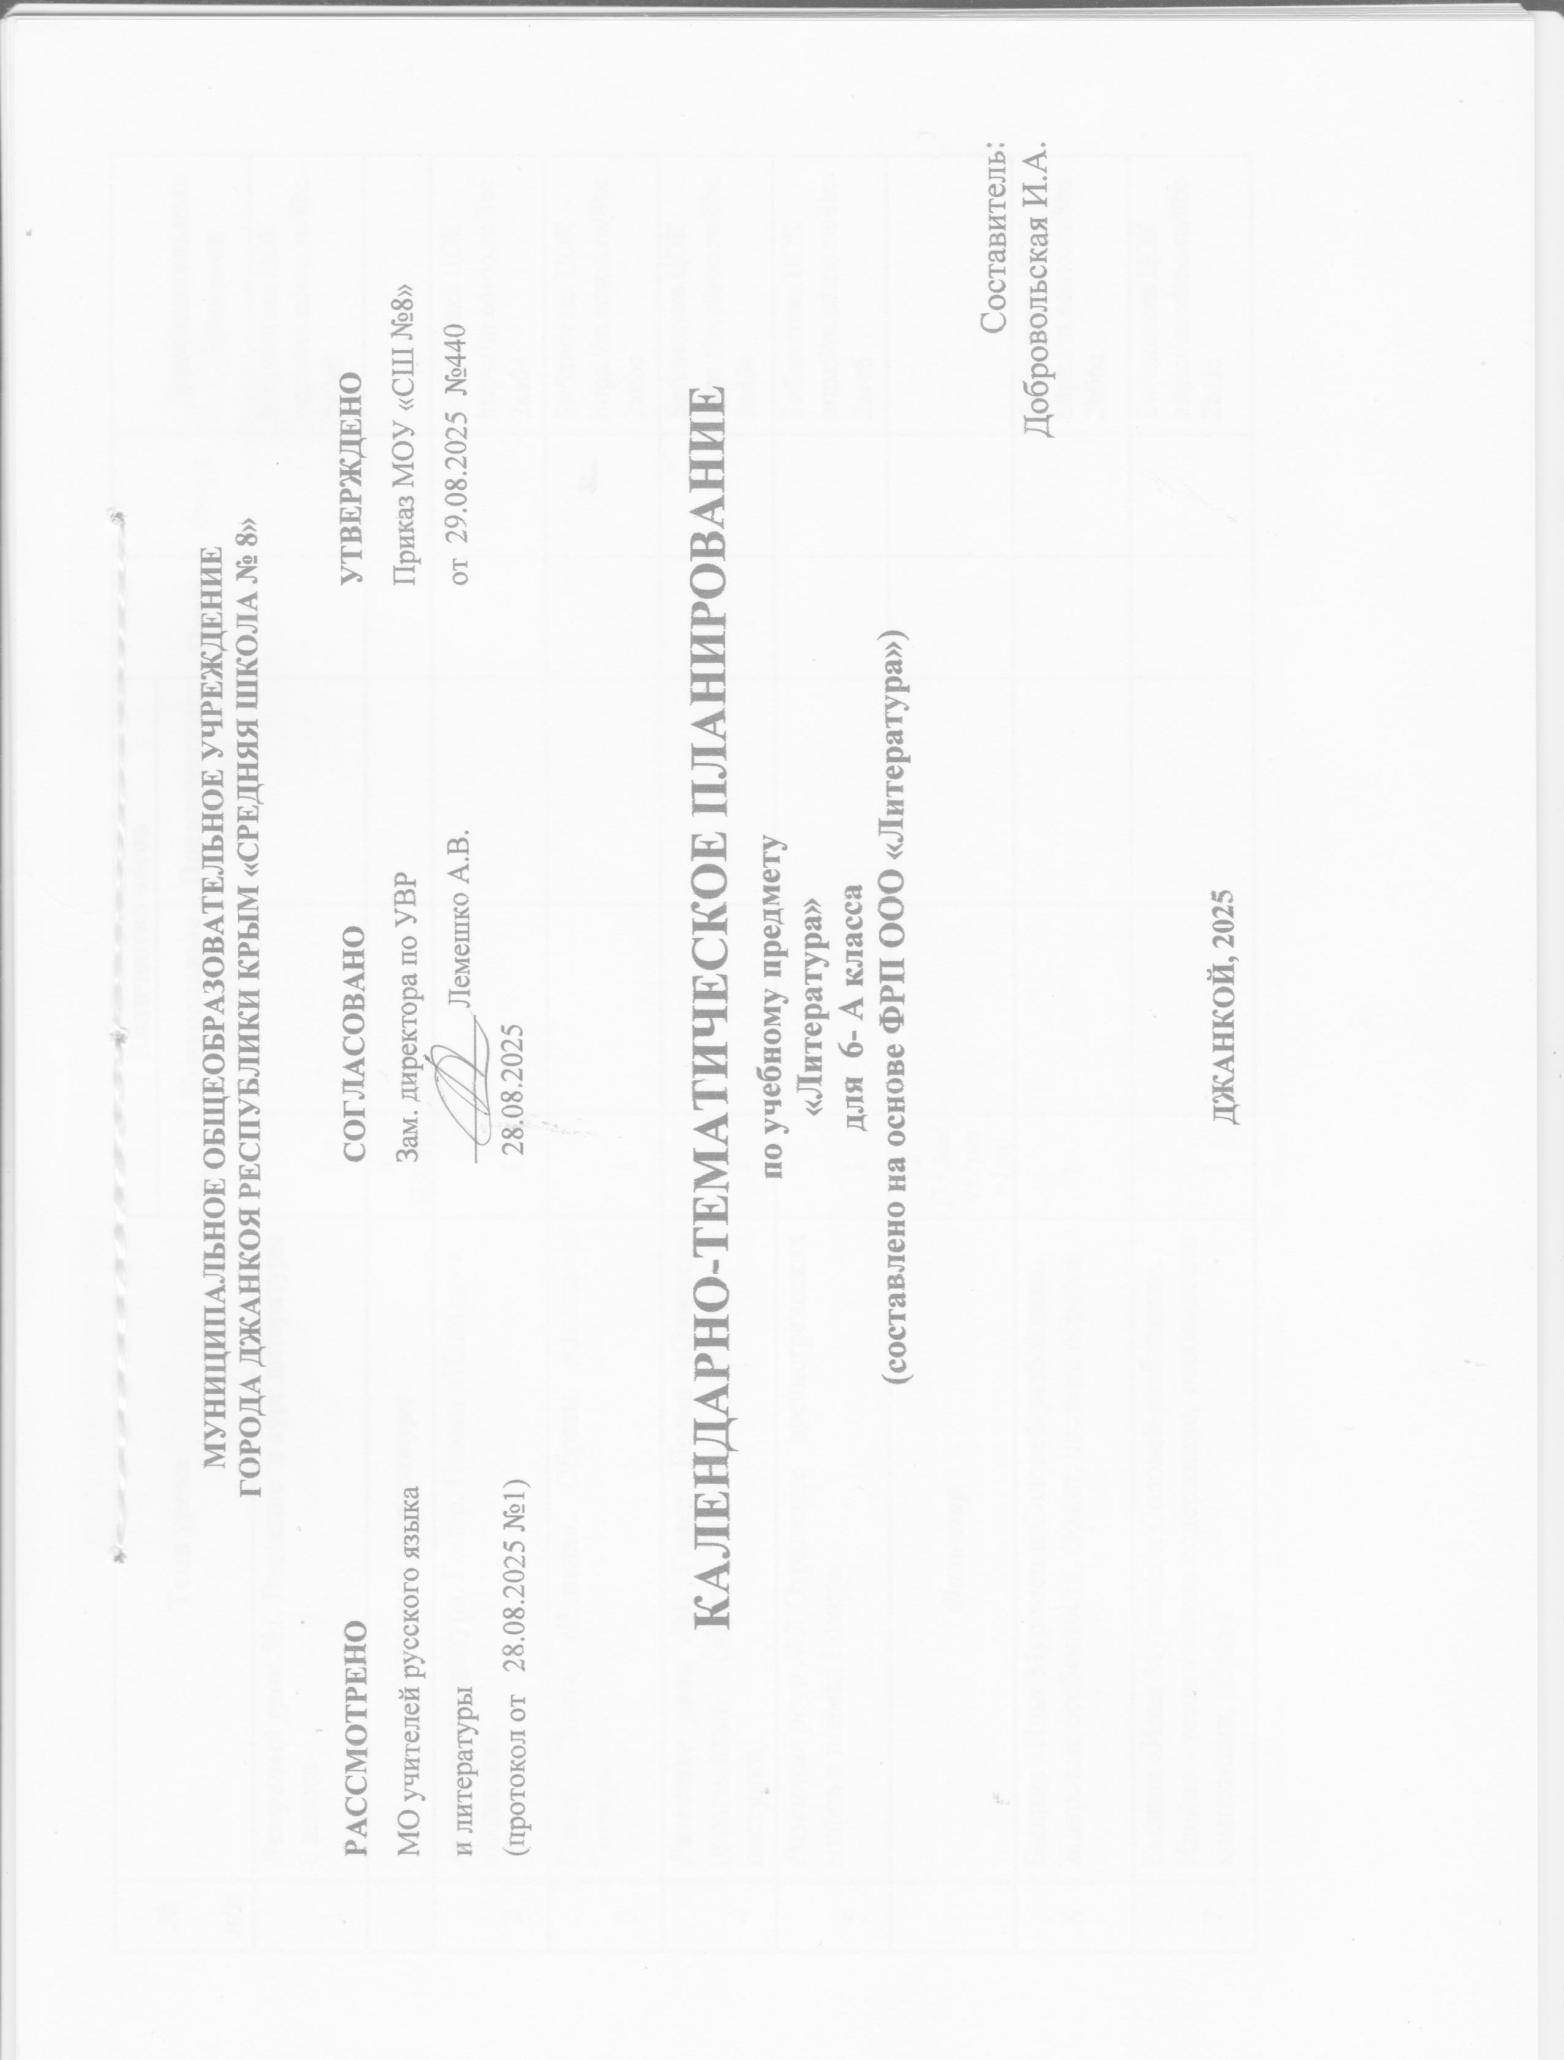 МУНИЦИПАЛЬНОЕ ОБЩЕОБРАЗОВАТЕЛЬНОЕ УЧРЕЖДЕНИЕ
ГОРОДА ДЖАНКОЯ РЕСПУБЛИКИ КРЫМ «СРЕДНЯЯ ШКОЛА № 8»
РАССМОТРЕНО
МО учителей русского языка
и литературы
(протокол от 28.08.2025 №1)
СОГЛАСОВАНО
Зам. директора по УВР
Лемешко А.В.
28.08.2025
УТВЕРЖДЕНО
Приказ МОУ «СШ №8»
от 29.08.2025 №440
КАЛЕНДАРНО-ТЕМАТИЧЕСКОЕ ПЛАНИРОВАНИЕ
по учебному предмету
«Литература»
для 6- А класса
(составлено на основе ФРП ООО «Литература»)
Составитель:
Добровольская И.А.
ДЖАНКОЙ, 2025